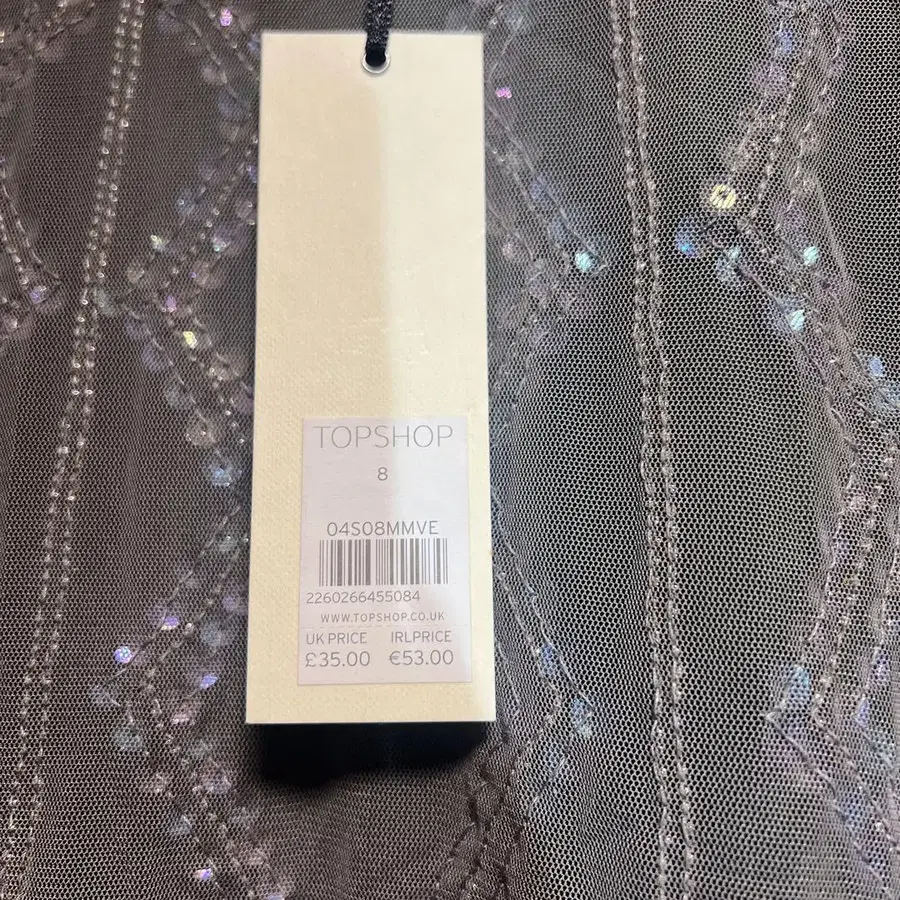 TOPSHOP
8
04S08MMVE
2260266455084
WWW.TOPSHOP.CO.UK
UK PRICE IRLPRICE
£35.00 €53.00